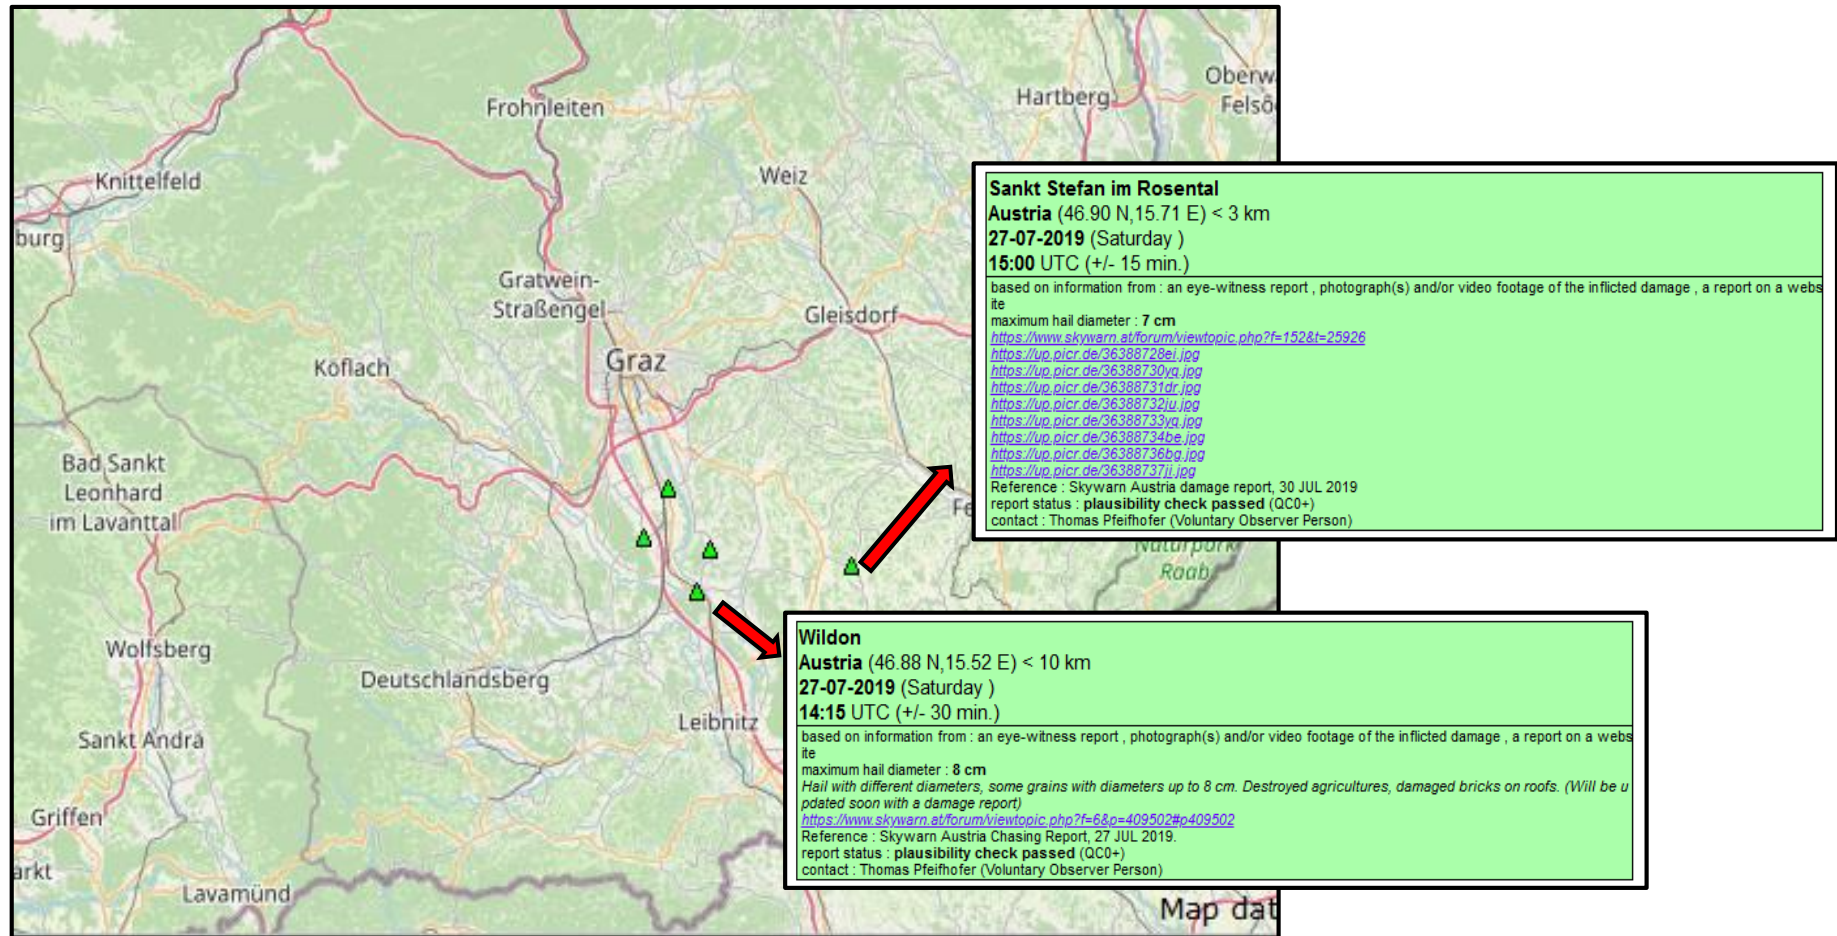 Oberw
Felsö
Hartberg
Frohnleiten
Weiz
Knittelfeld
burg
Gratwein-
Straßengel
Gleisdorf
Graz
Köflach
Bad Sankt
Leonhard
im Lavanttal
Fe
Naturpark
Raab
Wolfsberg
Deutschlandsberg
Leibnitz
Sankt Andrä
Griffen
arkt
Lavamünd
Map dat
Sankt Stefan im Rosental
Austria (46.90 N,15.71 E) < 3 km
27-07-2019 (Saturday )
15:00 UTC (+/- 15 min.)
based on information from : an eye-witness report , photograph(s) and/or video footage of the inflicted damage , a report on a webs
ite
maximum hail diameter : 7 cm
https://www.skywarn.at/forum/viewtopic.php?f=152&t=25926
https://up.picr.de/36388728ei.jpg
https://up.picr.de/36388730yq.jpg
https://up.picr.de/36388731dr.jpg
https://up.picr.de/36388732ju.jpg
https://up.picr.de/36388733yq.jpg
https://up.picr.de/36388734be.jpg
https://up.picr.de/36388736bg.jpg
https://up.picr.de/36388737ji.jpg
Reference : Skywarn Austria damage report, 30 JUL 2019
report status : plausibility check passed (QC0+)
contact : Thomas Pfeifhofer (Voluntary Observer Person)
Wildon
Austria (46.88 N,15.52 E) < 10 km
27-07-2019 (Saturday )
14:15 UTC (+/- 30 min.)
based on information from : an eye-witness report , photograph(s) and/or video footage of the inflicted damage , a report on a webs
ite
maximum hail diameter : 8 cm
Hail with different diameters, some grains with diameters up to 8 cm. Destroyed agricultures, damaged bricks on roofs. (Will be u
pdated soon with a damage report)
https://www.skywarn.at/forum/viewtopic.php?f=6&p=409502#p409502
Reference : Skywarn Austria Chasing Report, 27 JUL 2019.
report status : plausibility check passed (QC0+)
contact : Thomas Pfeifhofer (Voluntary Observer Person)